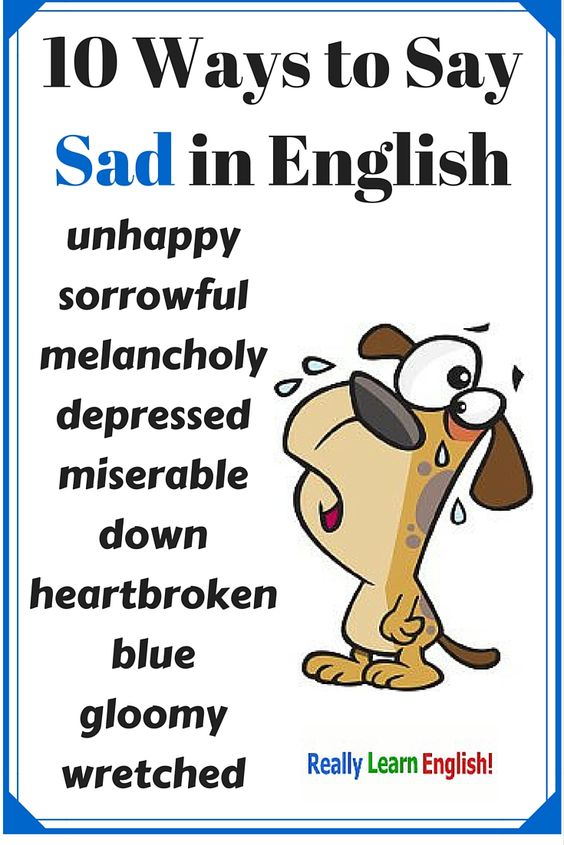 10 Ways to Say
Sad in English
unhappy
sorrowful
melancholy
depressed
miserable
down
heartbroken
blue
gloomy
wretched
Really Learn English!